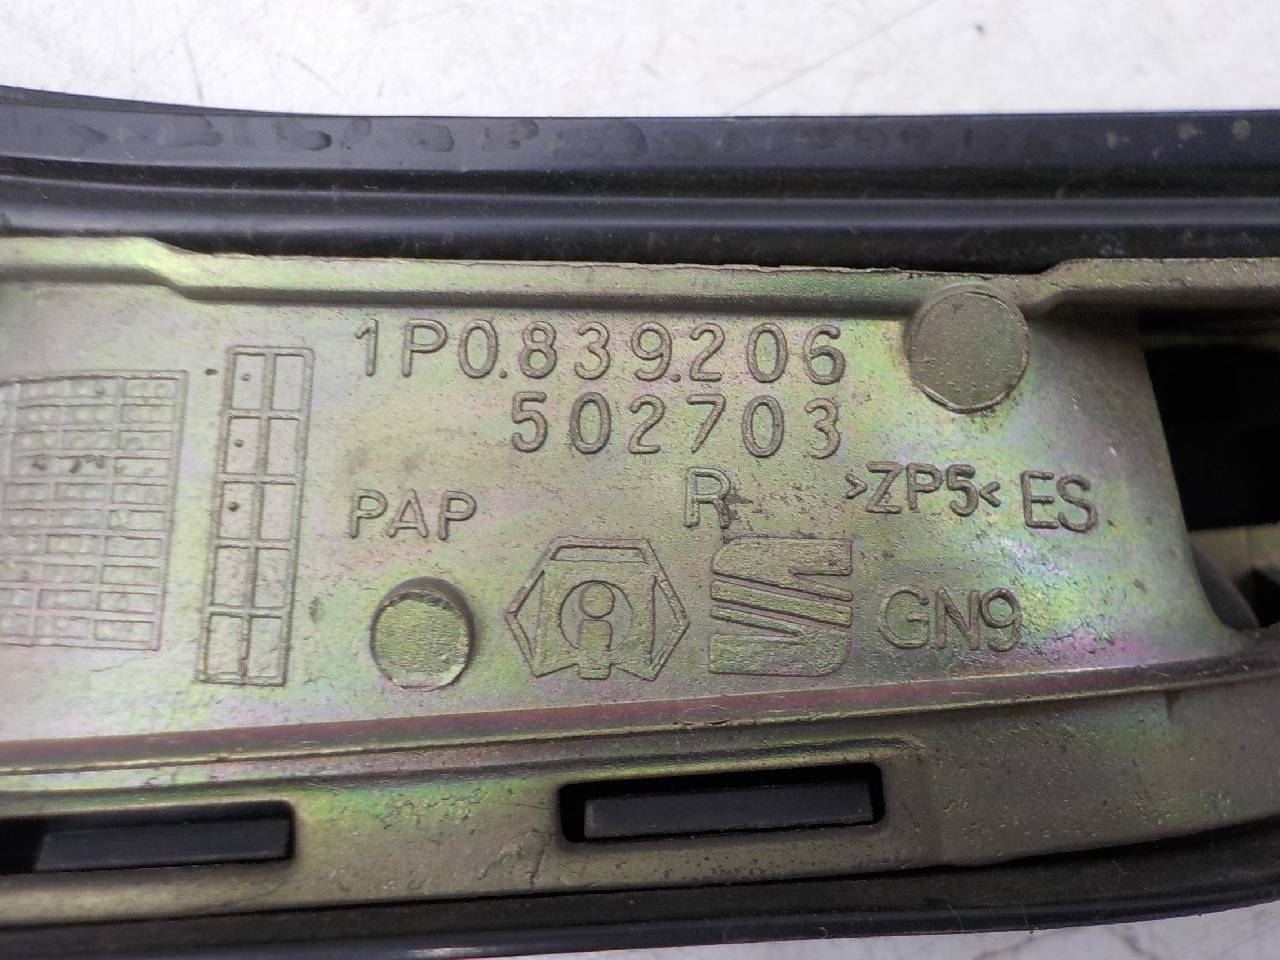 1P0.839.206
502703
PAP R >ZP5< ES
GN9